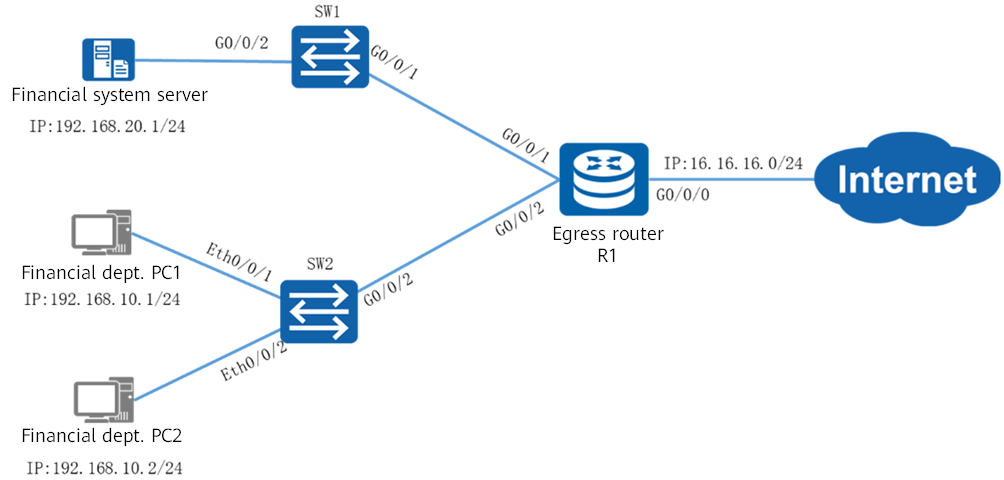 SW1
G0/0/2
G0/0/1
Financial system server
IP:192.168.20.1/24
G0/0/1
IP:16.16.16.0/24
Internet
G0/0/0
G0/0/2
Egress router
R1
Financial dept. PC1
IP:192.168.10.1/24
Eth0/0/1
SW2
G0/0/2
Eth0/0/2
Financial dept. PC2
IP:192.168.10.2/24